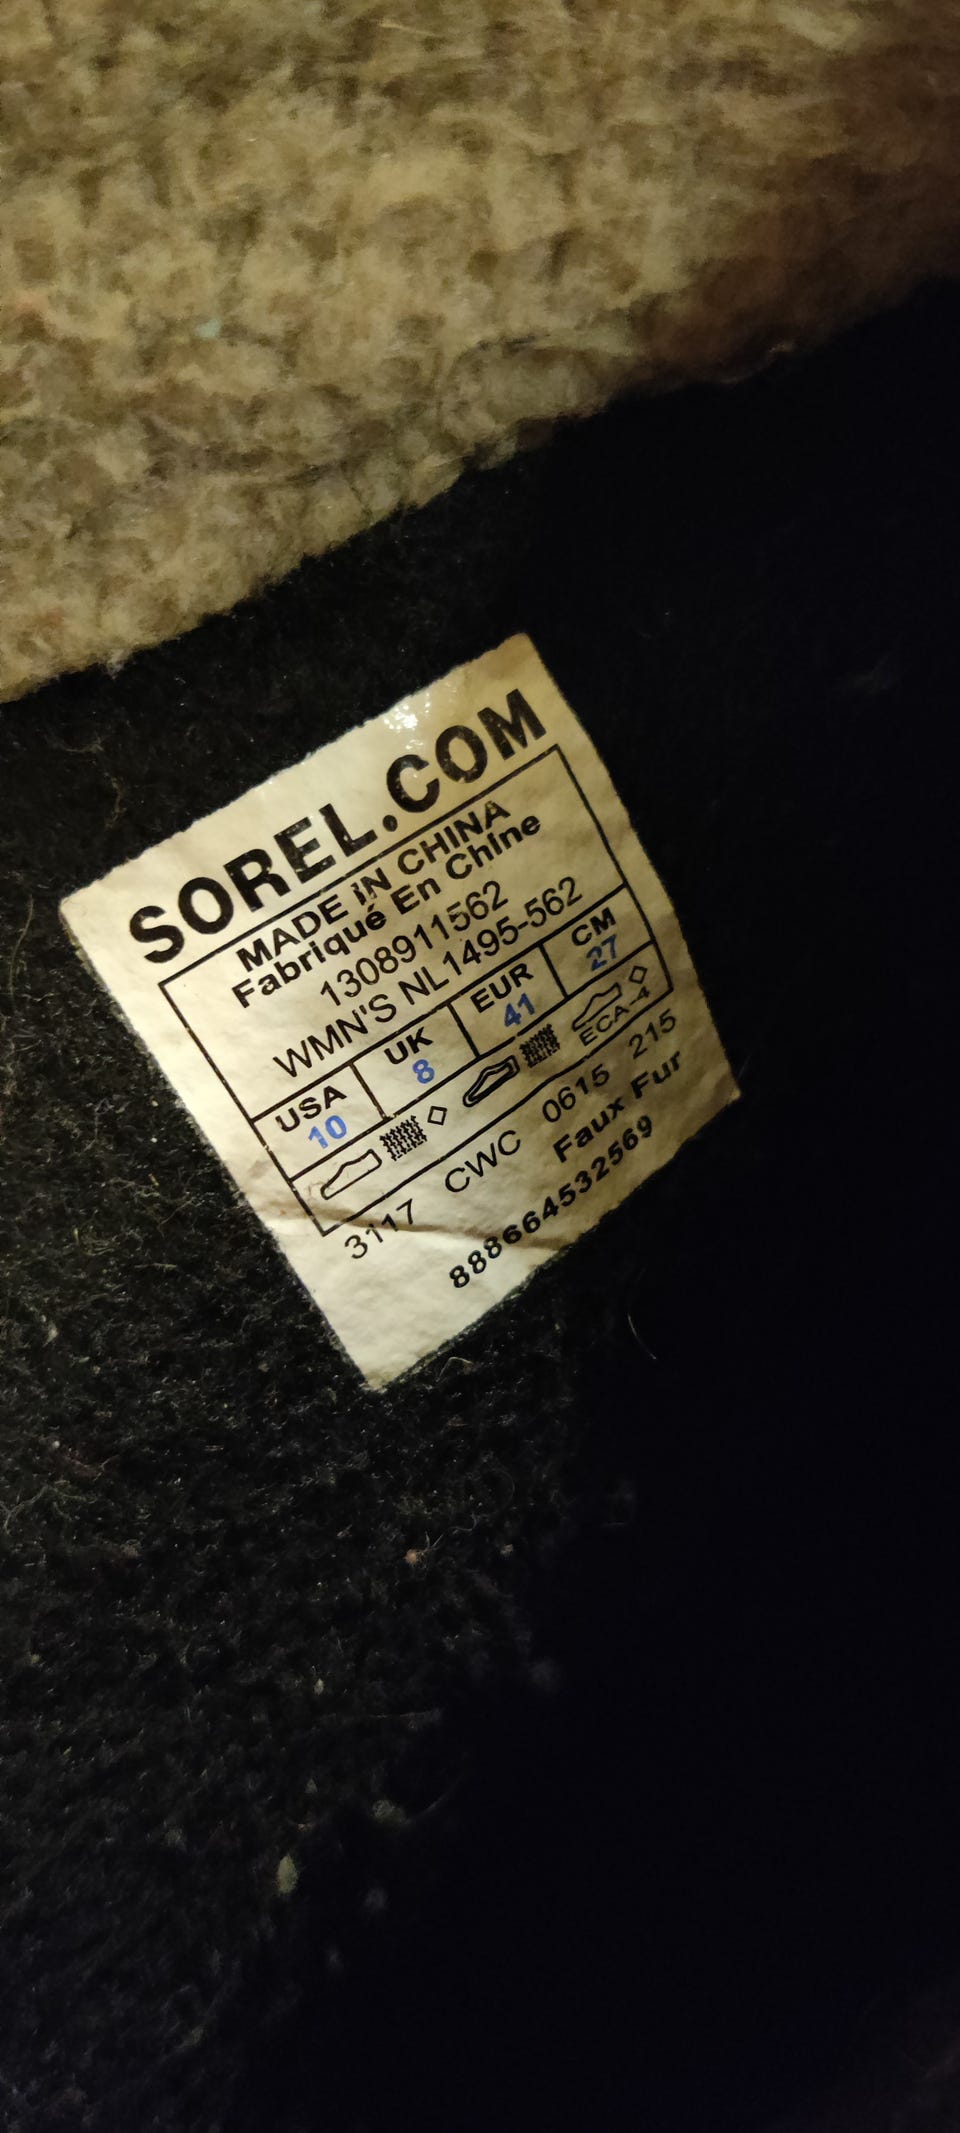 SOREL.COM
MADE IN CHINA
Fabriqué En Chine
1308911562
WMN'S NL1495-562
USA UK EUR CM
10 8 41 27
ECA-4
3117 CWC 0615 215
Faux Fur
888664532569